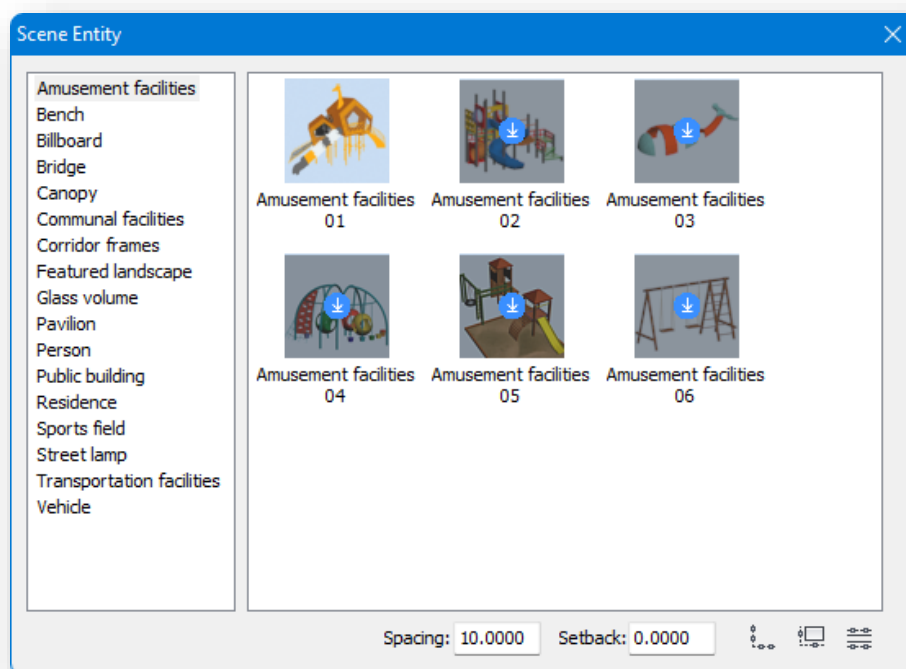 Scene Entity
Amusement facilities
Bench
Billboard
Bridge
Canopy
Communal facilities
Corridor frames
Featured landscape
Glass volume
Pavilion
Person
Public building
Residence
Sports field
Street lamp
Transportation facilities
Vehicle
Amusement facilities
01
Amusement facilities
02
Amusement facilities
03
Amusement facilities
04
Amusement facilities
05
Amusement facilities
06
Spacing: 10.0000 Setback: 0.0000